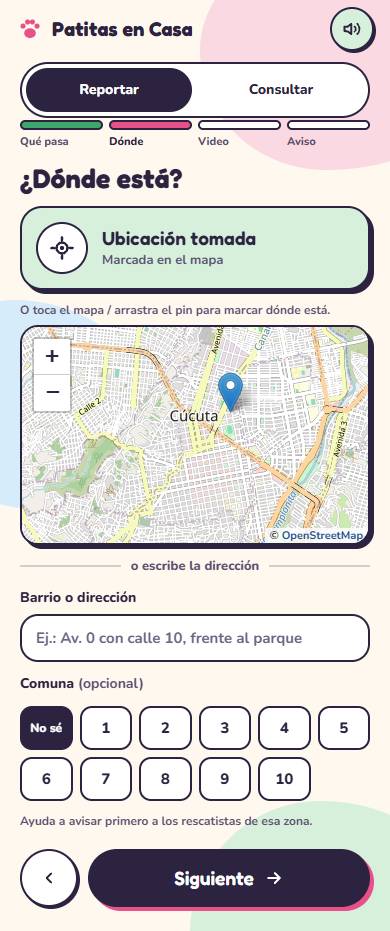 Patitas en Casa
Reportar
Consultar
Qué pasa
Dónde
Video
Aviso
¿Dónde está?
Ubicación tomada
Marcada en el mapa
O toca el mapa / arrastra el pin para marcar dónde está.
+
−
Calle 2
Avenida
Cúcuta
Avenida 3
© OpenStreetMap
o escribe la dirección
Barrio o dirección
Ej.: Av. 0 con calle 10, frente al parque
Comuna (opcional)
No sé 1 2 3 4 5
6 7 8 9 10
Ayuda a avisar primero a los rescatistas de esa zona.
Siguiente →